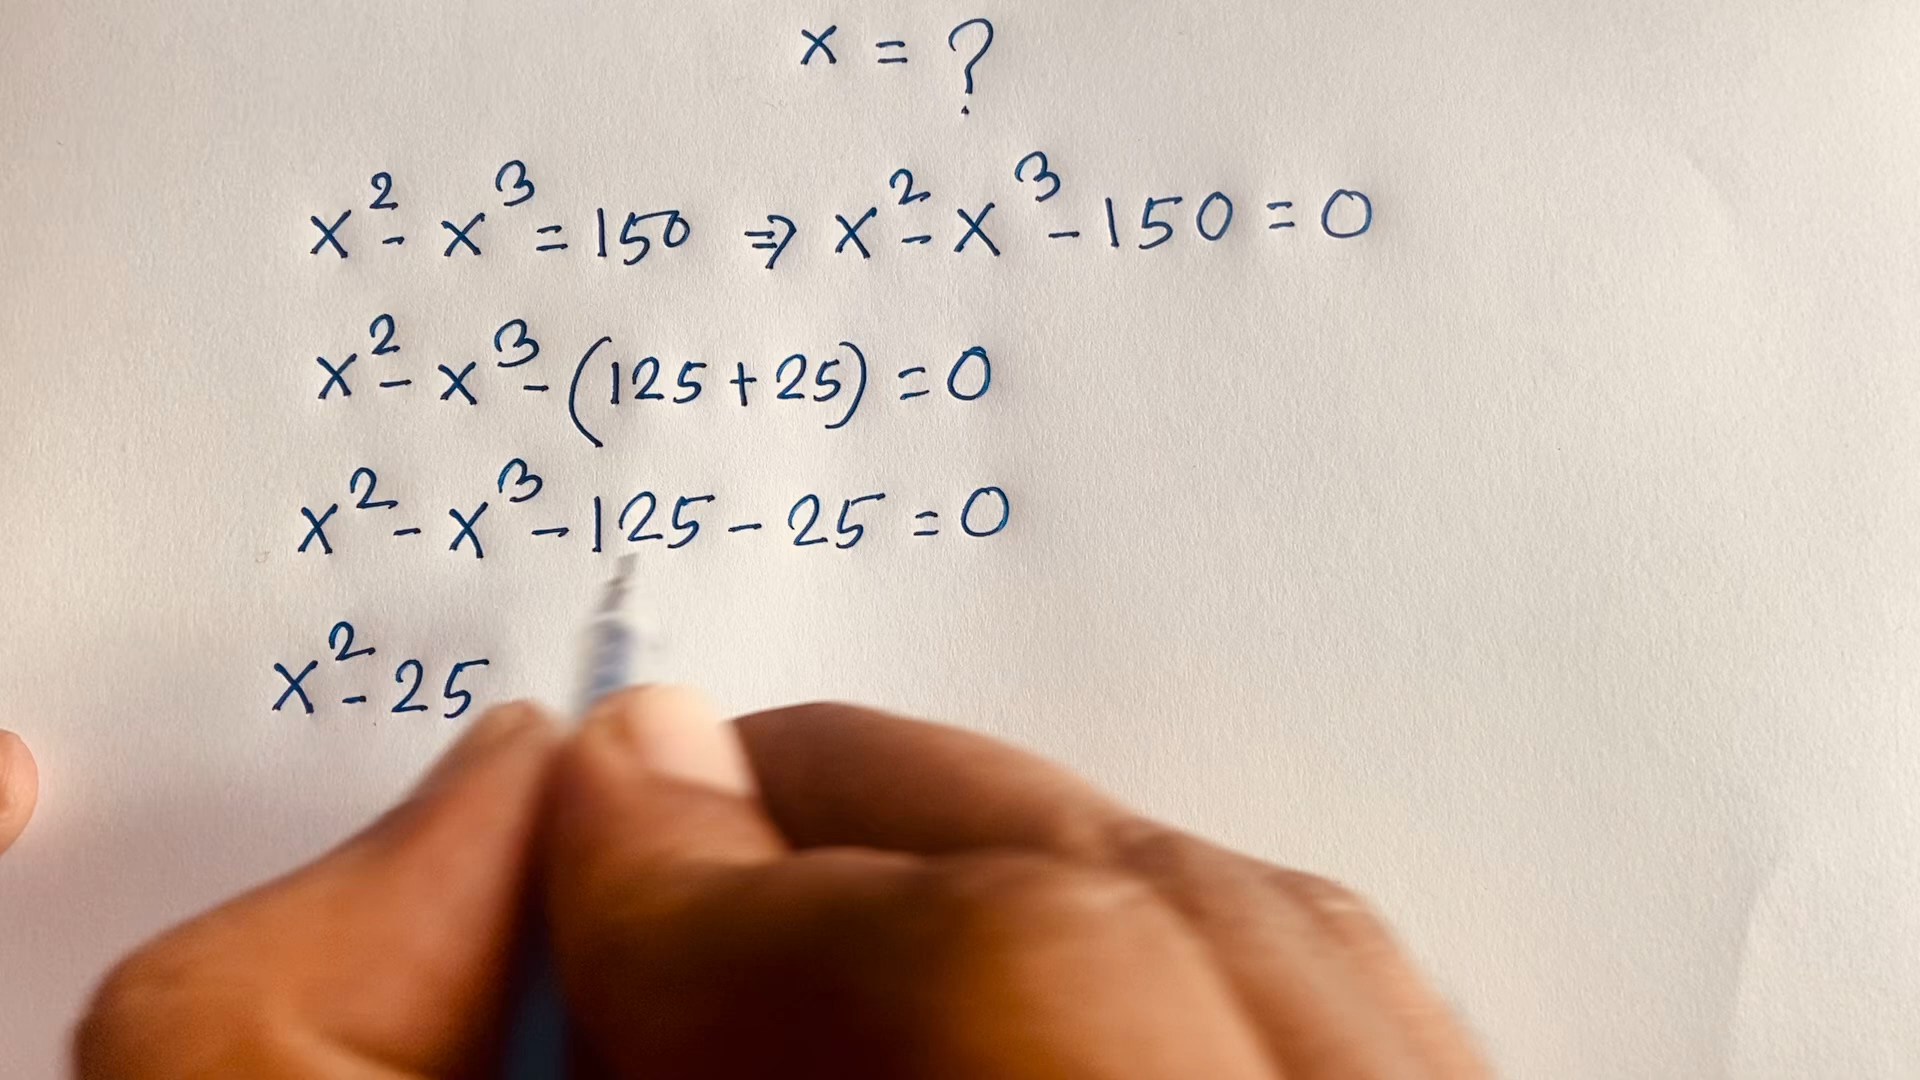 x = ?
x² - x³ = 150 ⇒ x² - x³ - 150 = 0
x² - x³ - (125 + 25) = 0
x² - x³ - 125 - 25 = 0
x² - 25